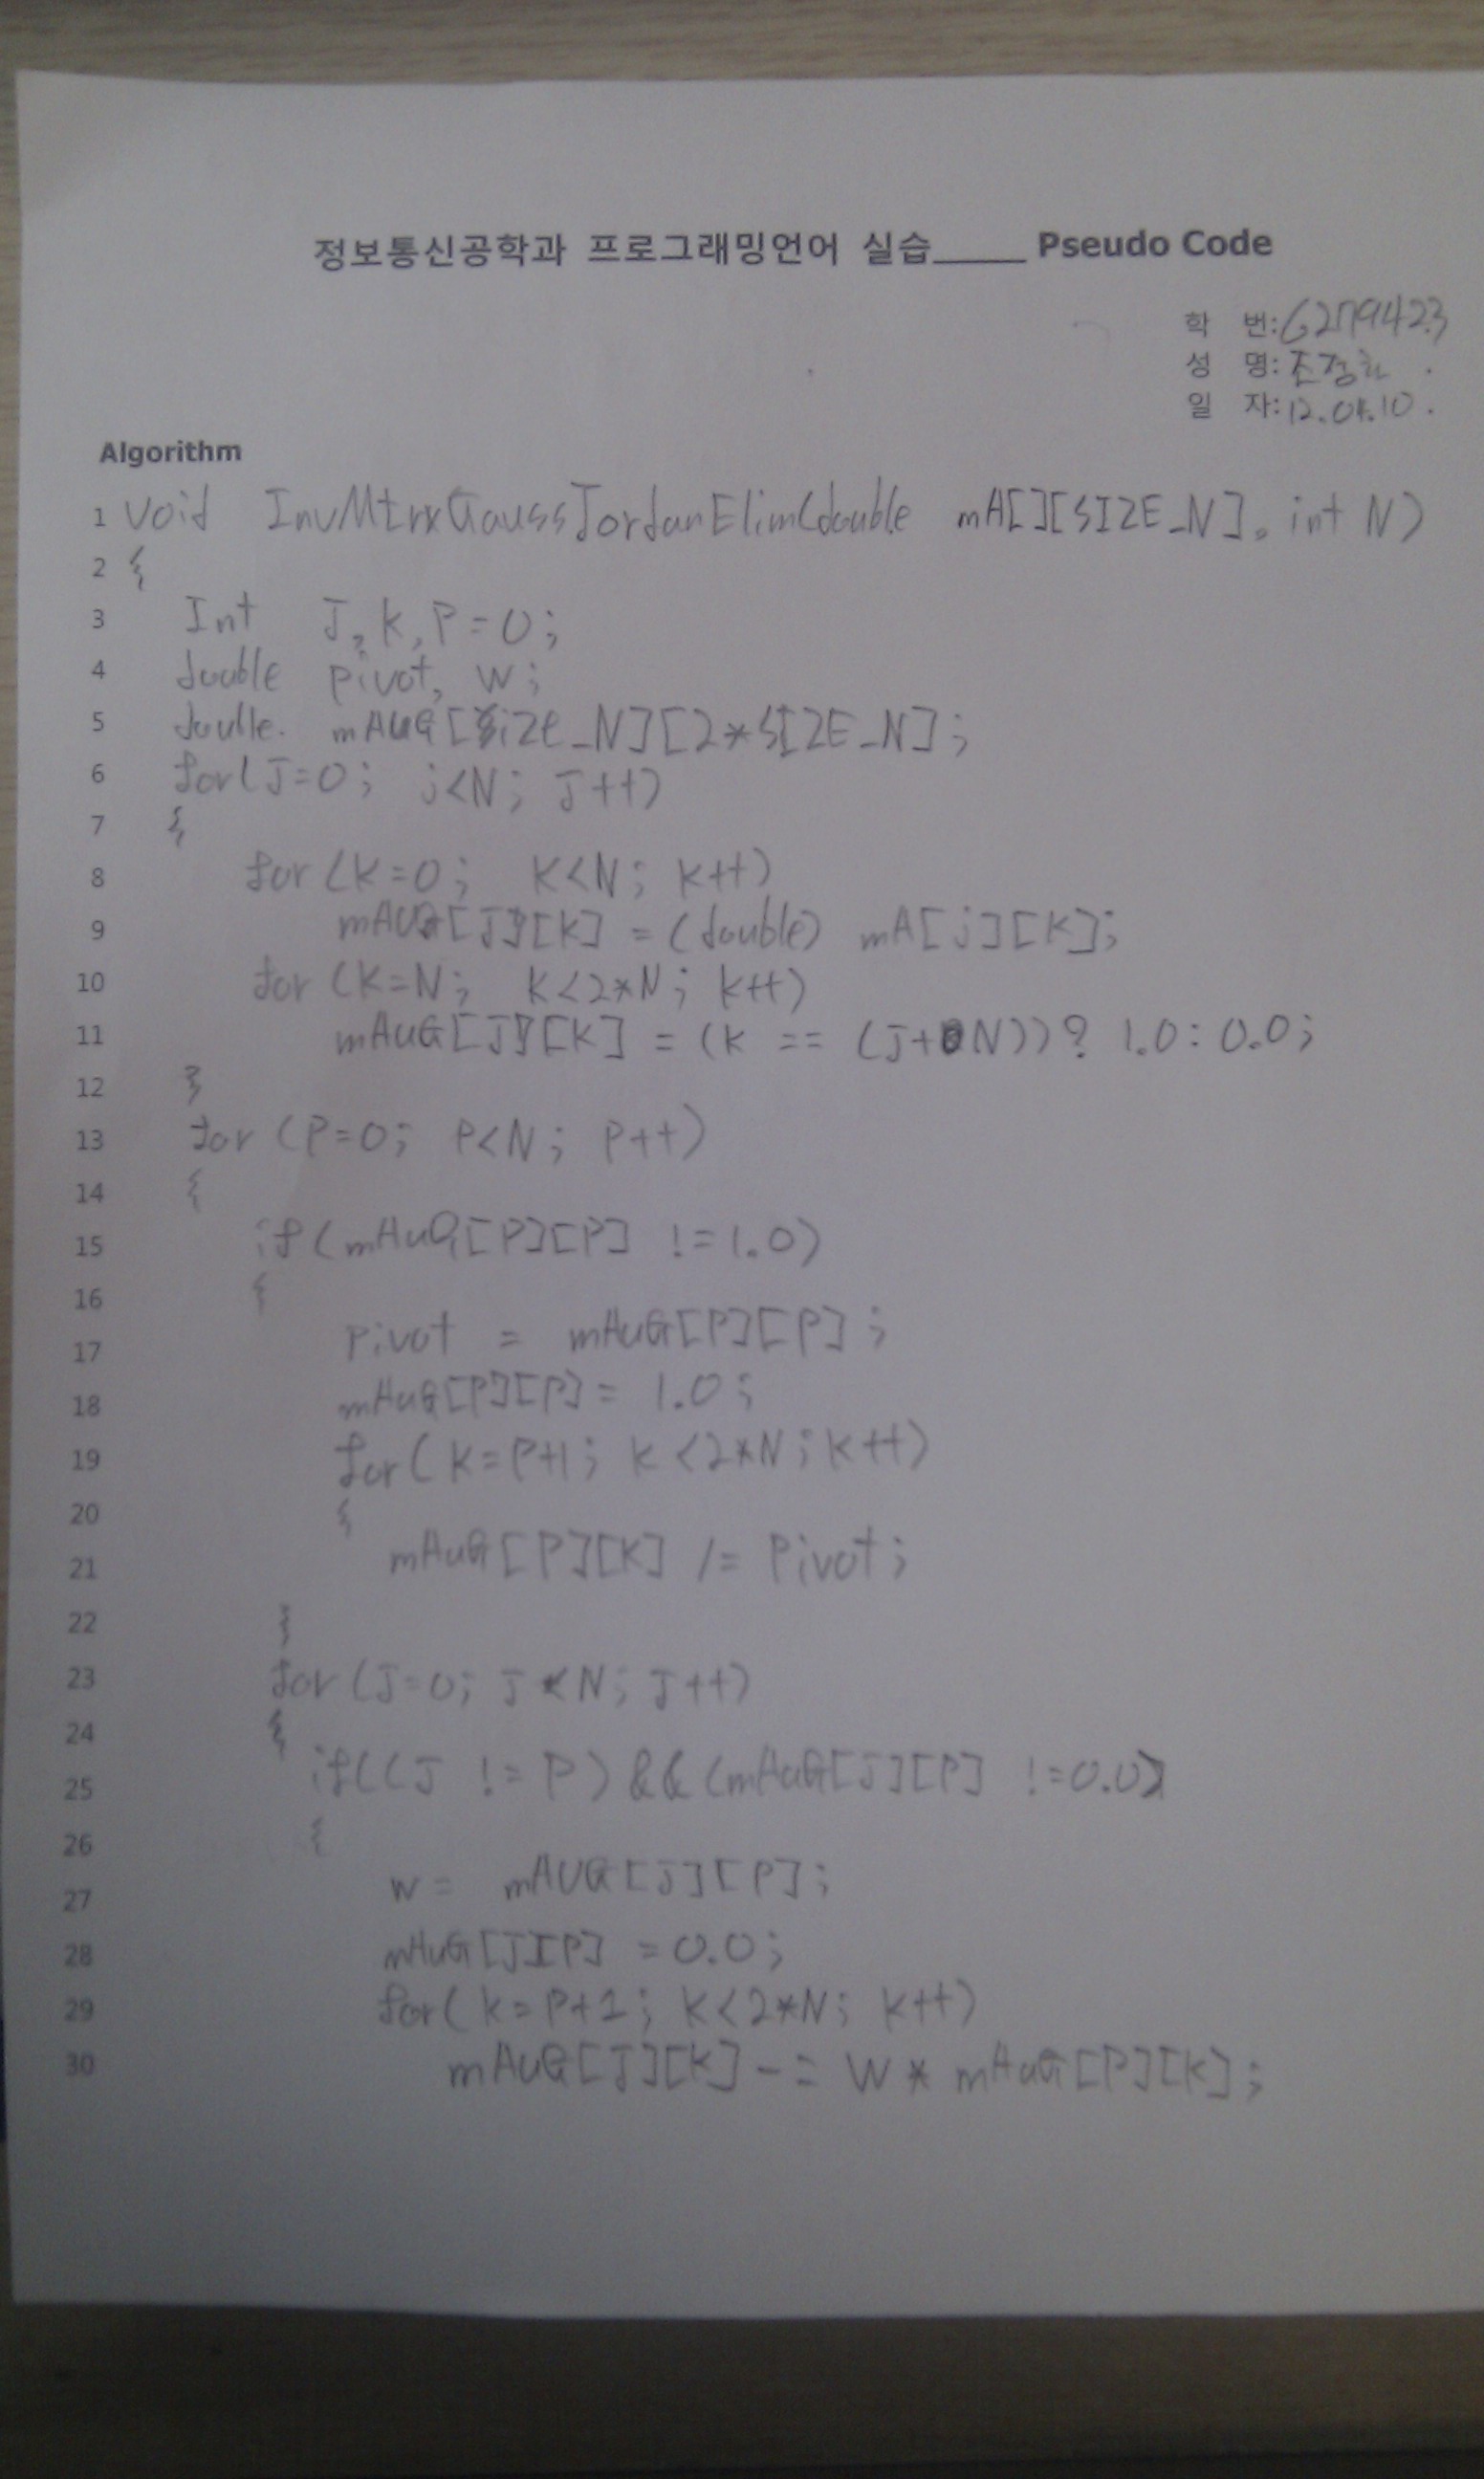 정보통신공학과 프로그래밍언어 실습_____ Pseudo Code
학 번:
성 명:
일 자:12.04.10.
Algorithm
1 void InvMtrxGaussJordanElim(double mA[][SIZE_N], int N)
2 {
3 Int J, K, P=0;
4 double pivot, w;
5 double. mAUG[Size_N][2*SIZE_N];
6 for(J=0; j<N; J++)
7 {
8 for (K=0; K<N; K++)
9 mAUG[J][K] = (double) mA[j][K];
10 for (K=N; K<2*N; K++)
11 mAuG[J][K] = (K == (J+N))? 1.0:0.0;
12 }
13 for (P=0; P<N; P++)
14 {
15 if(mAuG[P][P] !=1.0)
16 {
17 Pivot = mAuG[P][P];
18 mAuG[P][P]= 1.0;
19 for(K=P+1; K<2*N;K++)
20 {
21 mAuG[P][K] /= Pivot;
22 }
23 for (J=0; J<N; J++)
24 {
25 if((J != P)&&(mAuG[J][P] !=0.0)
26 {
27 w= mAUG[J][P];
28 mAuG[J][P] =0.0;
29 for(K=P+1; K<2*N; K++)
30 mAuG[J][K]-= W* mAuG[P][K];